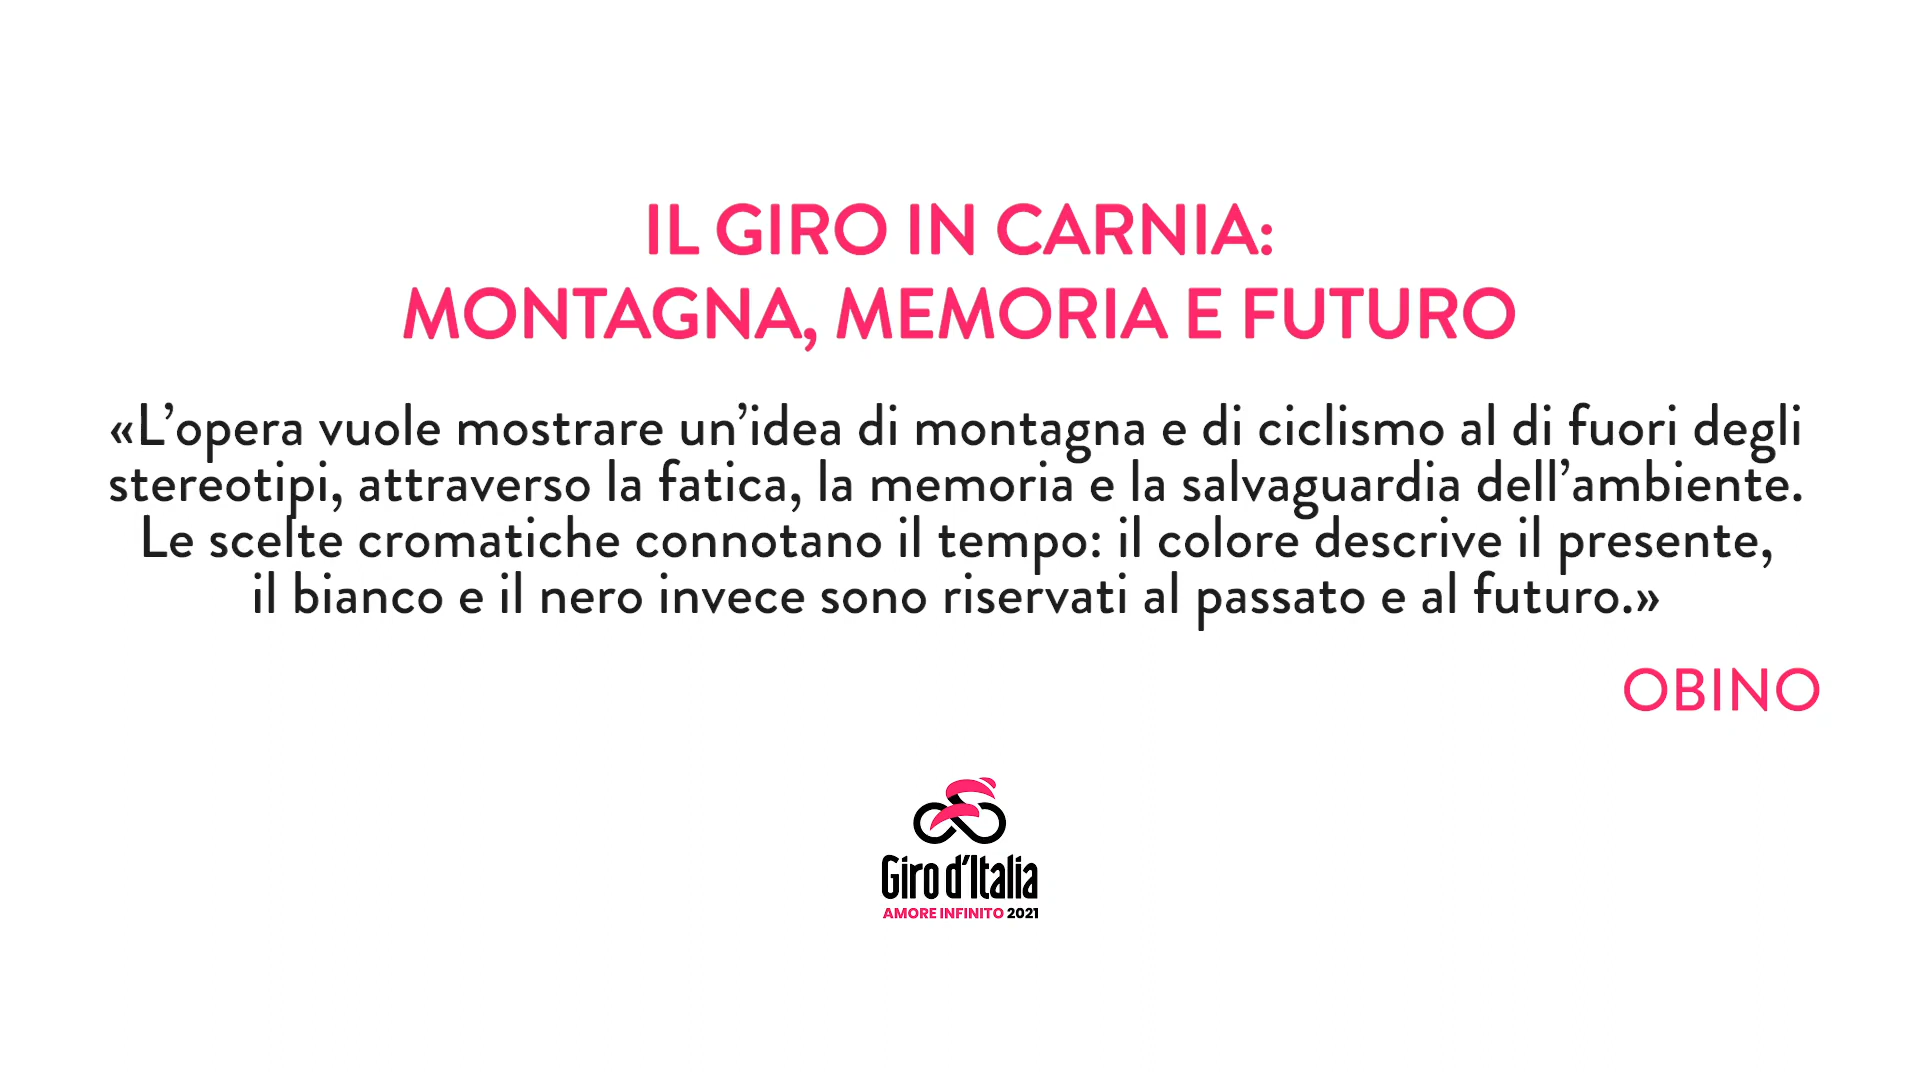 IL GIRO IN CARNIA:
MONTAGNA, MEMORIA E FUTURO
«L’opera vuole mostrare un’idea di montagna e di ciclismo al di fuori degli
stereotipi, attraverso la fatica, la memoria e la salvaguardia dell’ambiente.
Le scelte cromatiche connotano il tempo: il colore descrive il presente,
il bianco e il nero invece sono riservati al passato e al futuro.»
OBINO
Giro d’Italia
AMORE INFINITO 2021